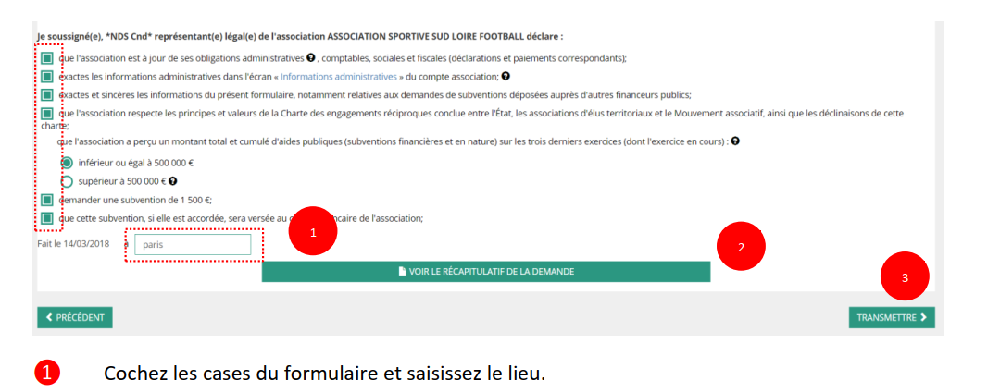 Je soussigné(e), *NDS Cnd* représentant(e) légal(e) de l'association ASSOCIATION SPORTIVE SUD LOIRE FOOTBALL déclare :
que l'association est à jour de ses obligations administratives ?, comptables, sociales et fiscales (déclarations et paiements correspondants);
exactes les informations administratives dans l'écran « Informations administratives » du compte association; ?
exactes et sincères les informations du présent formulaire, notamment relatives aux demandes de subventions déposées auprès d'autres financeurs publics;
que l'association respecte les principes et valeurs de la Charte des engagements réciproques conclue entre l'État, les associations d'élus territoriaux et le Mouvement associatif, ainsi que les déclinaisons de cette
charte;
que l'association a perçu un montant total et cumulé d'aides publiques (subventions financières et en nature) sur les trois derniers exercices (dont l'exercice en cours) : ?
inférieur ou égal à 500 000 €
supérieur à 500 000 € ?
demander une subvention de 1 500 €;
que cette subvention, si elle est accordée, sera versée au de l'association;
1
Fait le 14/03/2018 à paris
2
VOIR LE RÉCAPITULATIF DE LA DEMANDE
3
PRÉCÉDENT
TRANSMETTRE
1 Cochez les cases du formulaire et saisissez le lieu.